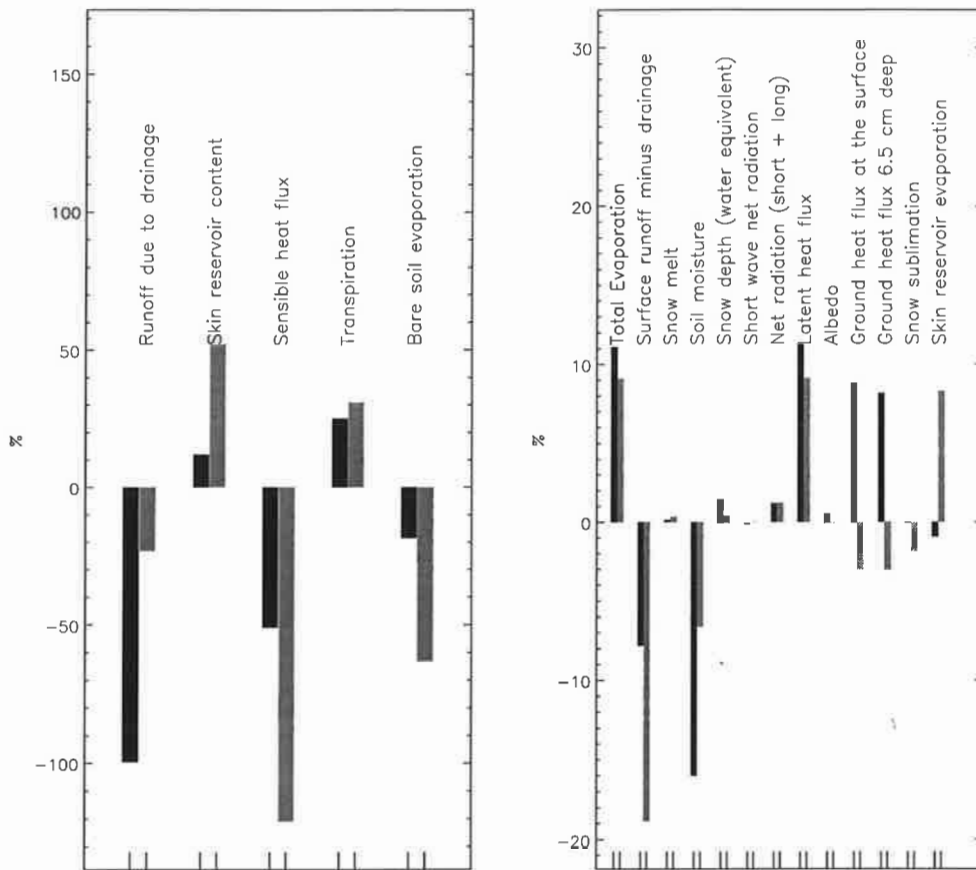 150
100
50
0
-50
-100
%
Runoff due to drainage
Skin reservoir content
Sensible heat flux
Transpiration
Bare soil evaporation
30
20
10
0
-10
-20
%
Total Evaporation
Surface runoff minus drainage
Snow melt
Soil moisture
Snow depth (water equivalent)
Short wave net radiation
Net radiation (short + long)
Latent heat flux
Albedo
Ground heat flux at the surface
Ground heat flux 6.5 cm deep
Snow sublimation
Skin reservoir evaporation